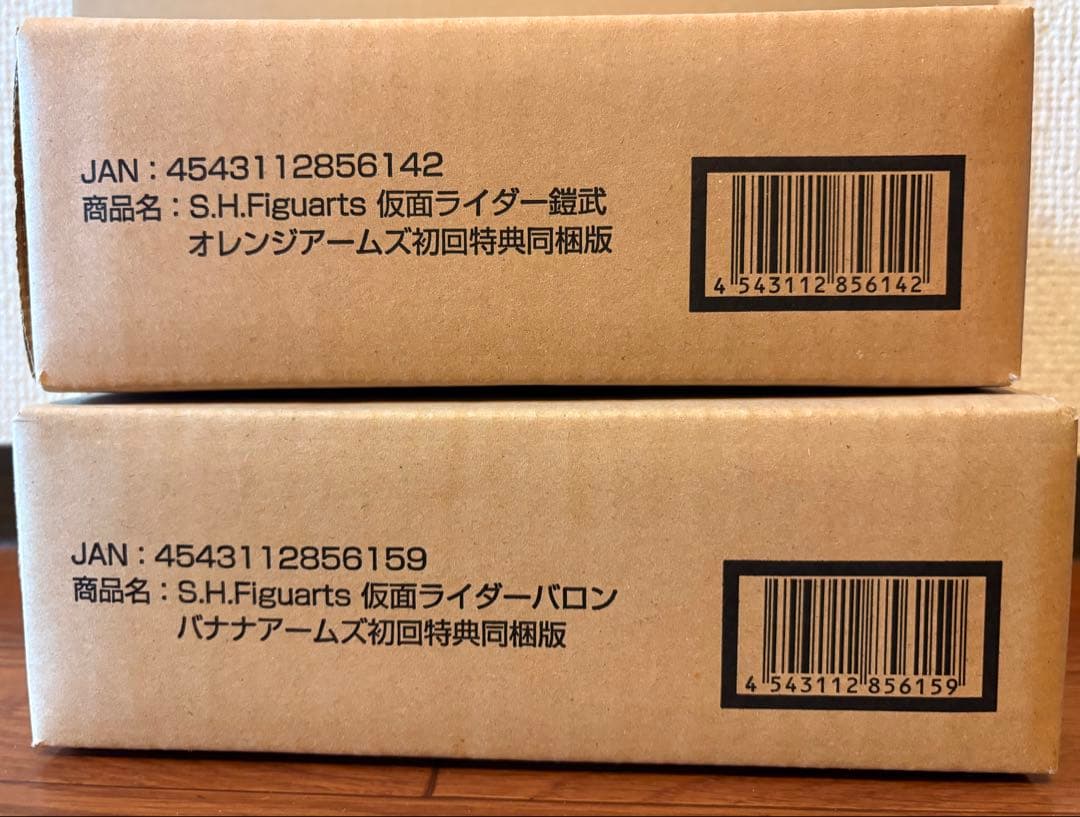 JAN：4543112856142
商品名：S.H.Figuarts 仮面ライダー鎧武
オレンジアームズ初回特典同梱版
4 543112 856142
JAN：4543112856159
商品名：S.H.Figuarts 仮面ライダーバロン
バナナアームズ初回特典同梱版
4 543112 856159